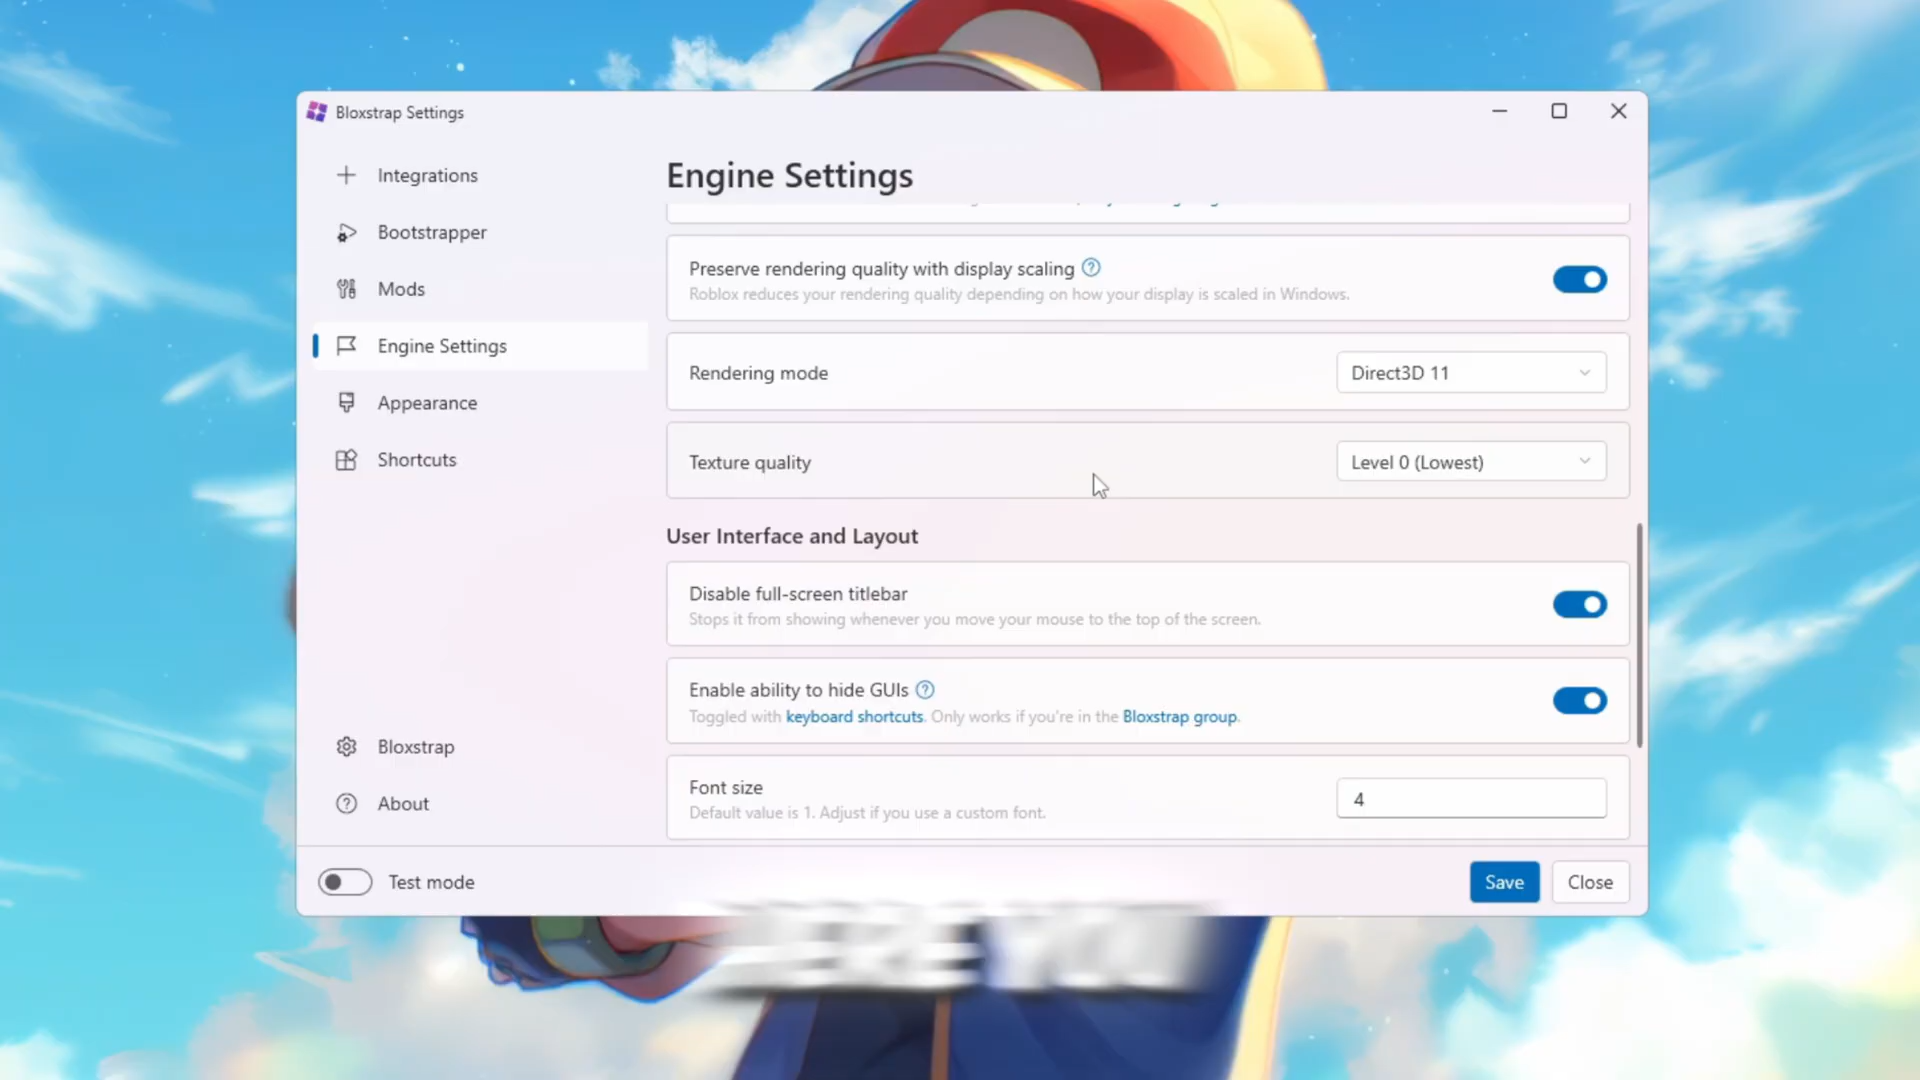 Bloxstrap Settings
Integrations
Bootstrapper
Mods
Engine Settings
Appearance
Shortcuts
Bloxstrap
About
Test mode
Engine Settings
Preserve rendering quality with display scaling
Roblox reduces your rendering quality depending on how your display is scaled in Windows.
Rendering mode
Direct3D 11
Texture quality
Level 0 (Lowest)
User Interface and Layout
Disable full-screen titlebar
Stops it from showing whenever you move your mouse to the top of the screen.
Enable ability to hide GUIs
Toggled with keyboard shortcuts. Only works if you're in the Bloxstrap group.
Font size
Default value is 1. Adjust if you use a custom font.
4
Save
Close
YOU